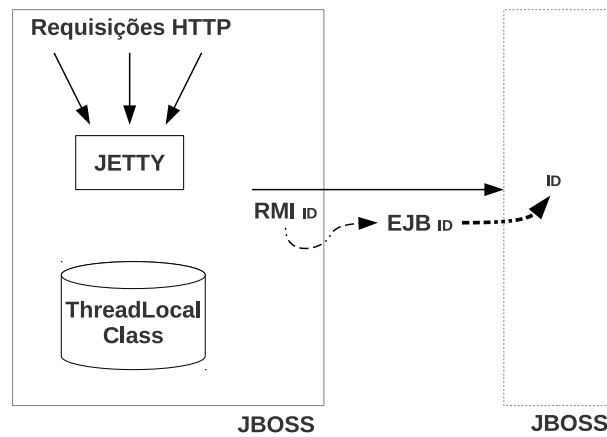 Requisições HTTP
JETTY
ID
RMI ID
EJB ID
ThreadLocal
Class
JBOSS
JBOSS